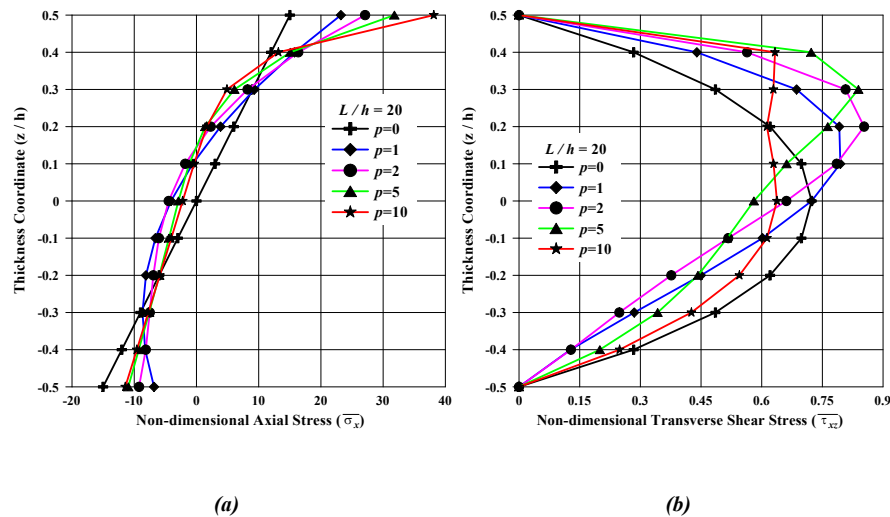 0.5
0.4
0.3
0.2
0.1
0
-0.1
-0.2
-0.3
-0.4
-0.5
Thickness Coordinate (z / h)
L / h = 20
p=0
p=1
p=2
p=5
p=10
-20 -10 0 10 20 30 40
Non-dimensional Axial Stress (σx)
(a)
0.5
0.4
0.3
0.2
0.1
0
-0.1
-0.2
-0.3
-0.4
-0.5
Thickness Coordinate (z / h)
L / h = 20
p=0
p=1
p=2
p=5
p=10
0 0.15 0.3 0.45 0.6 0.75 0.9
Non-dimensional Transverse Shear Stress (τxz)
(b)